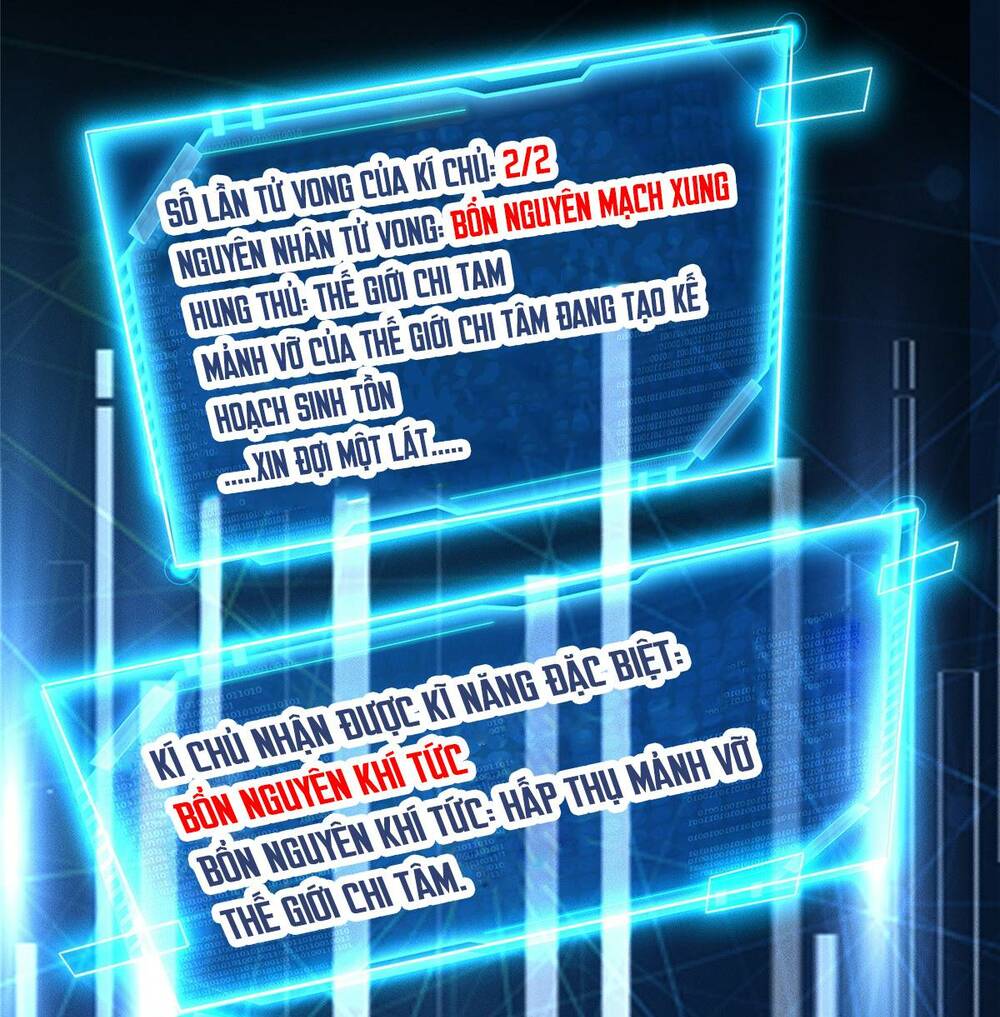 SỐ LẦN TỬ VONG CỦA KÍ CHỦ: 2/2
NGUYÊN NHÂN TỬ VONG: BỔN NGUYÊN MẠCH XUNG
HUNG THỦ: THẾ GIỚI CHI TAM
MẢNH VỠ CỦA THẾ GIỚI CHI TÂM ĐANG TẠO KẾ
HOẠCH SINH TỒN
.....XIN ĐỢI MỘT LÁT.....
KÍ CHỦ NHẬN ĐƯỢC KĨ NĂNG ĐẶC BIỆT:
BỔN NGUYÊN KHÍ TỨC
BỔN NGUYÊN KHÍ TỨC: HẤP THỤ MẢNH VỠ
THẾ GIỚI CHI TÂM.